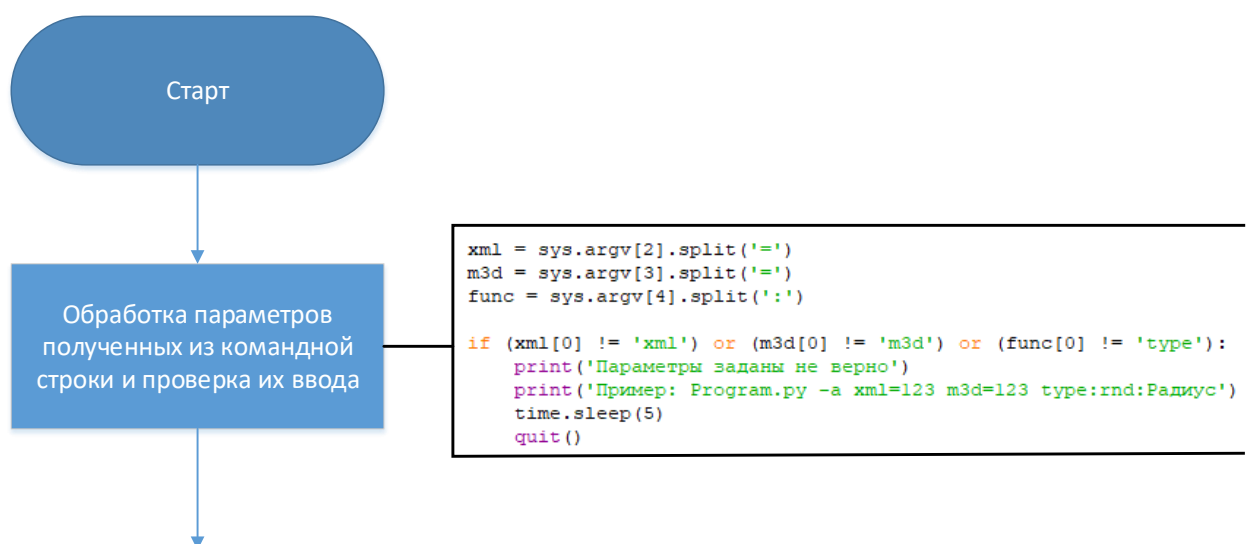 Старт
Обработка параметров
полученных из командной
строки и проверка их ввода
xml = sys.argv[2].split('=')
m3d = sys.argv[3].split('=')
func = sys.argv[4].split(':')
if (xml[0] != 'xml') or (m3d[0] != 'm3d') or (func[0] != 'type'):
    print('Параметры заданы не верно')
    print('Пример: Program.py -a xml=123 m3d=123 type:rnd:Радиус')
    time.sleep(5)
    quit()